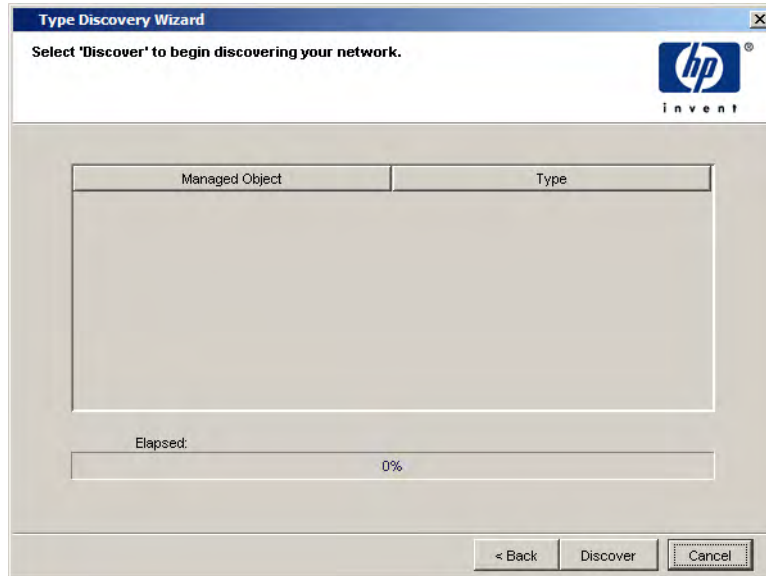 Type Discovery Wizard
Select 'Discover' to begin discovering your network.
hp
®
invent
Managed Object Type
Elapsed:
0%
< Back Discover Cancel